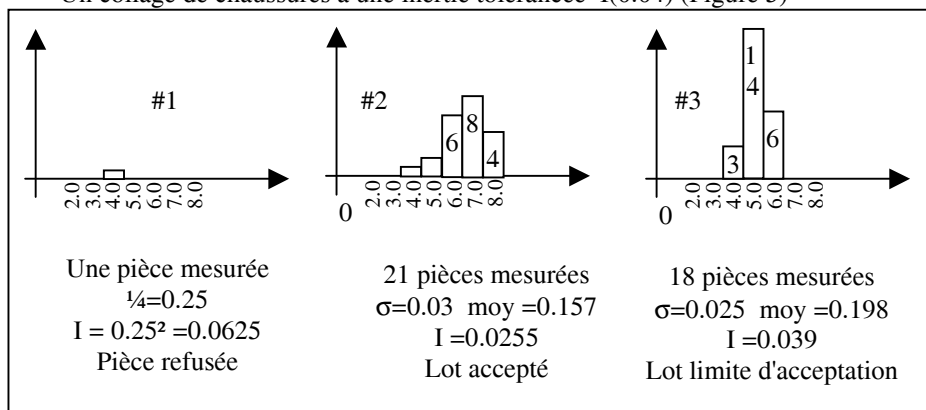 Un collage de chaussures a une inertie tolérancée I(0.04) (Figure 3)
#1
2.0 3.0 4.0 5.0 6.0 7.0 8.0
Une pièce mesurée
¼=0.25
I = 0.25² =0.0625
Pièce refusée
#2
6
8
4
0
2.0 3.0 4.0 5.0 6.0 7.0 8.0
21 pièces mesurées
σ=0.03 moy =0.157
I =0.0255
Lot accepté
#3
3
1
4
6
0
2.0 3.0 4.0 5.0 6.0 7.0 8.0
18 pièces mesurées
σ=0.025 moy =0.198
I =0.039
Lot limite d'acceptation